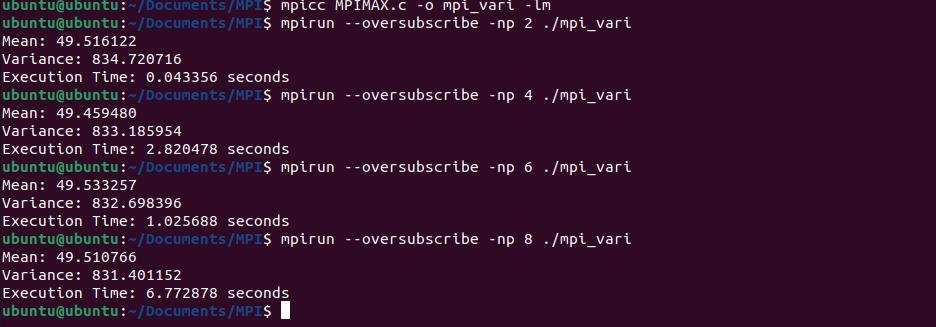 ubuntu@ubuntu:~/Documents/MPI$ mpicc MPIMAX.c -o mpi_vari -lm
ubuntu@ubuntu:~/Documents/MPI$ mpirun --oversubscribe -np 2 ./mpi_vari
Mean: 49.516122
Variance: 834.720716
Execution Time: 0.043356 seconds
ubuntu@ubuntu:~/Documents/MPI$ mpirun --oversubscribe -np 4 ./mpi_vari
Mean: 49.459480
Variance: 833.185954
Execution Time: 2.820478 seconds
ubuntu@ubuntu:~/Documents/MPI$ mpirun --oversubscribe -np 6 ./mpi_vari
Mean: 49.533257
Variance: 832.698396
Execution Time: 1.025688 seconds
ubuntu@ubuntu:~/Documents/MPI$ mpirun --oversubscribe -np 8 ./mpi_vari
Mean: 49.510766
Variance: 831.401152
Execution Time: 6.772878 seconds
ubuntu@ubuntu:~/Documents/MPI$